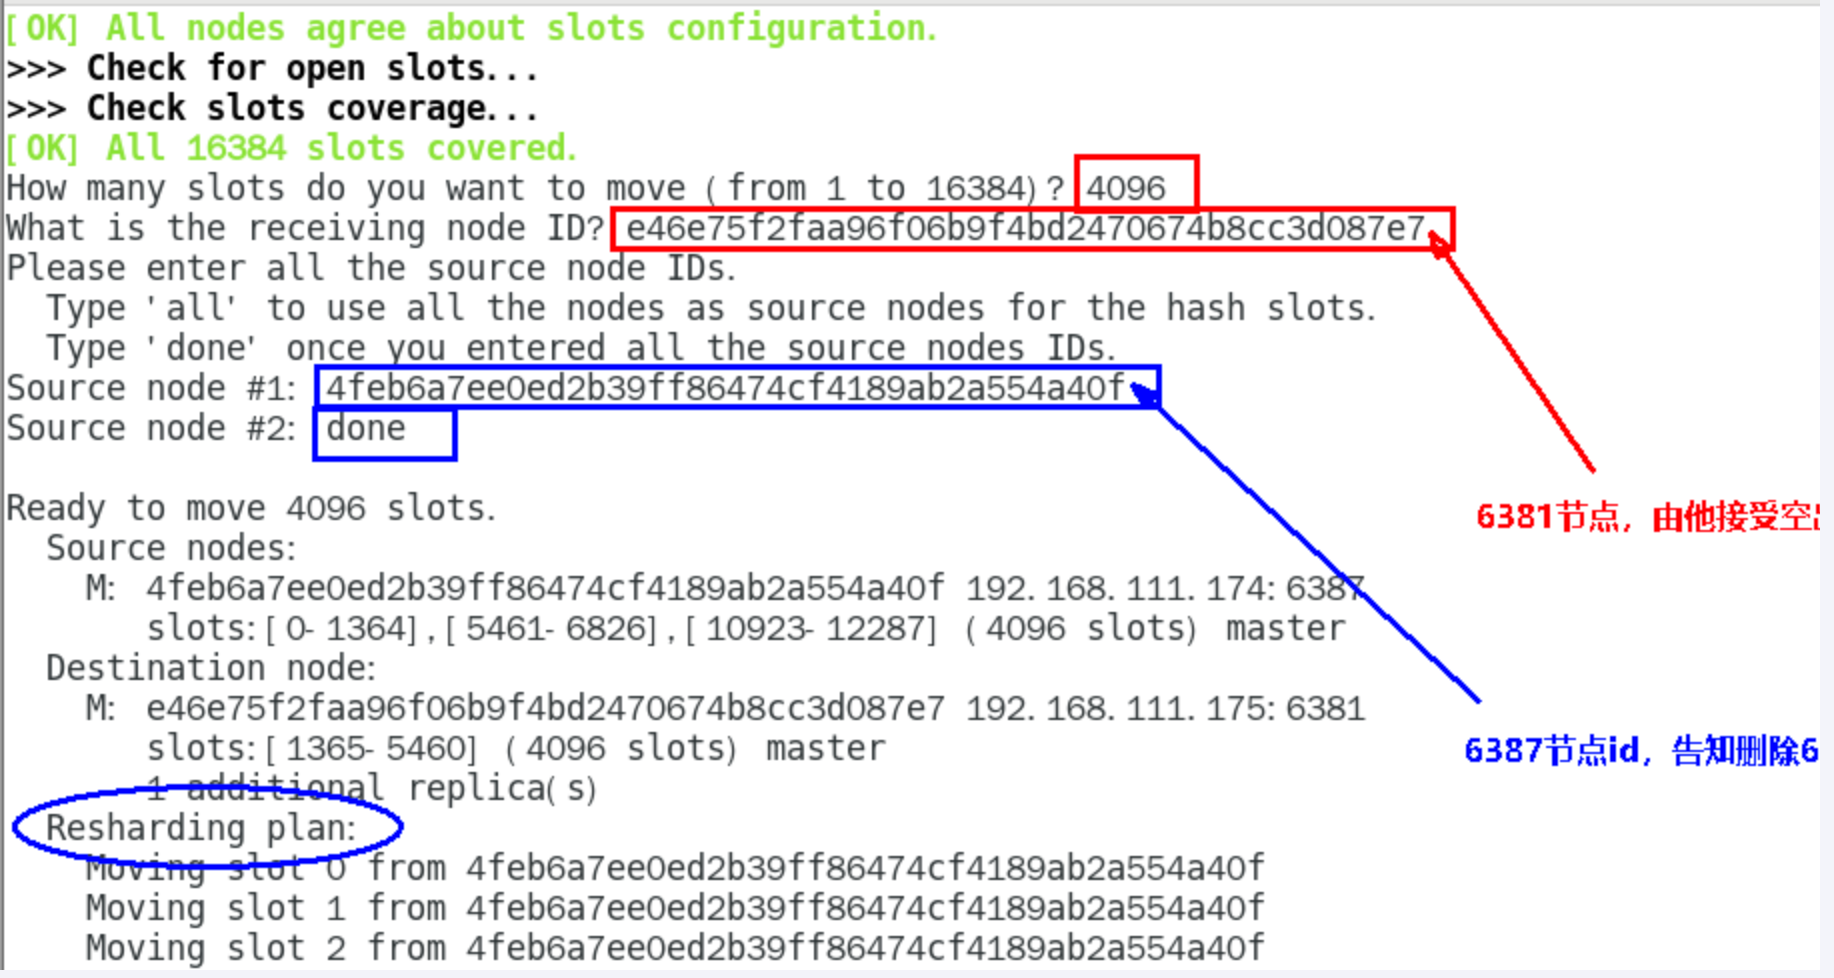 [OK] All nodes agree about slots configuration.
>>> Check for open slots...
>>> Check slots coverage...
[OK] All 16384 slots covered.
How many slots do you want to move (from 1 to 16384)? 4096
What is the receiving node ID? e46e75f2faa96f06b9f4bd2470674b8cc3d087e7
Please enter all the source node IDs.
Type 'all' to use all the nodes as source nodes for the hash slots.
Type 'done' once you entered all the source nodes IDs.
Source node #1: 4feb6a7ee0ed2b39ff86474cf4189ab2a554a40f
Source node #2: done
Ready to move 4096 slots.
6381节点，由他接受空
Source nodes:
M: 4feb6a7ee0ed2b39ff86474cf4189ab2a554a40f 192.168.111.174:6387
slots:[0-1364],[5461-6826],[10923-12287] (4096 slots) master
Destination node:
M: e46e75f2faa96f06b9f4bd2470674b8cc3d087e7 192.168.111.175:6381
slots:[1365-5460] (4096 slots) master
6387节点id，告知删除6
1 additional replica(s)
Resharding plan:
Moving slot 0 from 4feb6a7ee0ed2b39ff86474cf4189ab2a554a40f
Moving slot 1 from 4feb6a7ee0ed2b39ff86474cf4189ab2a554a40f
Moving slot 2 from 4feb6a7ee0ed2b39ff86474cf4189ab2a554a40f